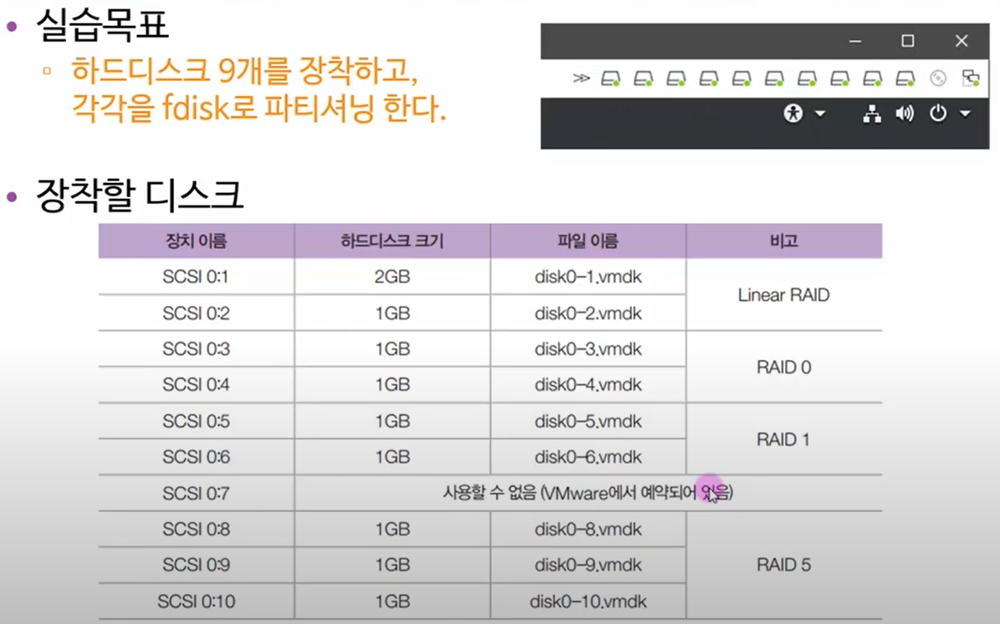 실습목표
하드디스크 9개를 장착하고,
각각을 fdisk로 파티셔닝 한다.
장착할 디스크
장치 이름 하드디스크 크기 파일 이름 비고
SCSI 0:1 2GB disk0-1.vmdk Linear RAID
SCSI 0:2 1GB disk0-2.vmdk
SCSI 0:3 1GB disk0-3.vmdk RAID 0
SCSI 0:4 1GB disk0-4.vmdk
SCSI 0:5 1GB disk0-5.vmdk RAID 1
SCSI 0:6 1GB disk0-6.vmdk
SCSI 0:7 사용할 수 없음 (VMware에서 예약되어 있음)
SCSI 0:8 1GB disk0-8.vmdk RAID 5
SCSI 0:9 1GB disk0-9.vmdk
SCSI 0:10 1GB disk0-10.vmdk